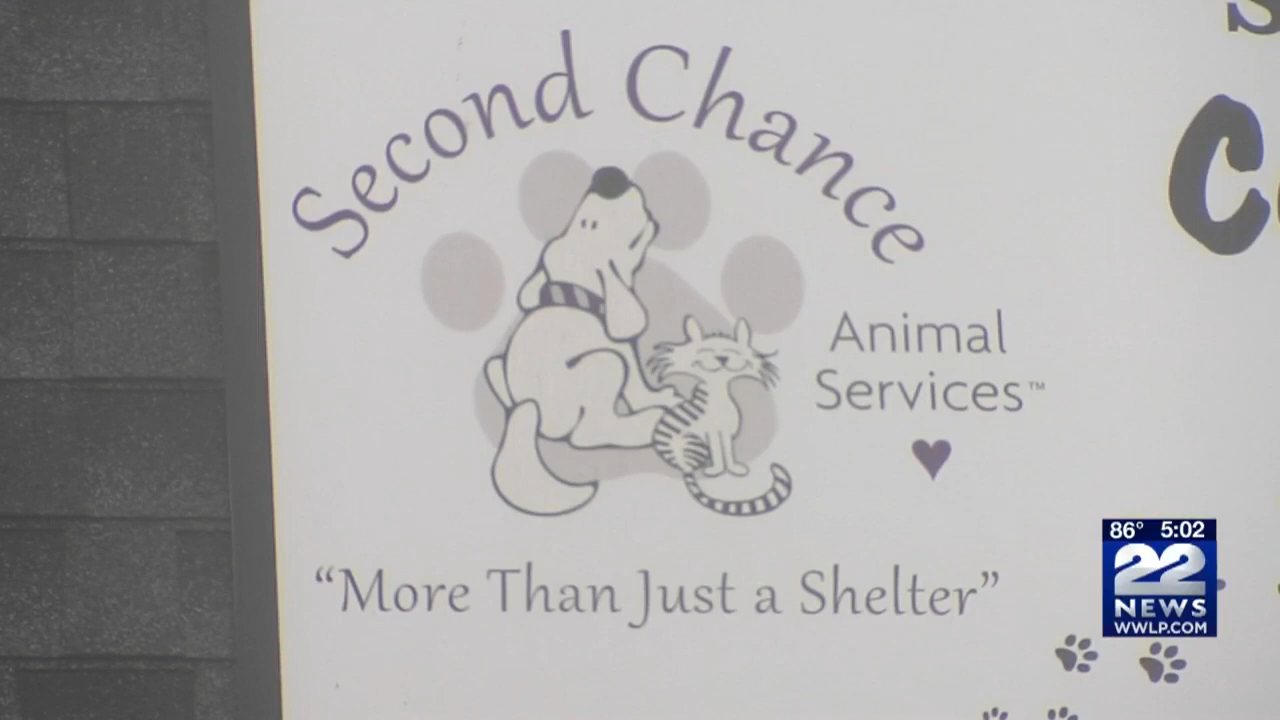 Second Chance
Animal
Services™
"More Than Just a Shelter"
86° 5:02
22
NEWS
WWLP.COM